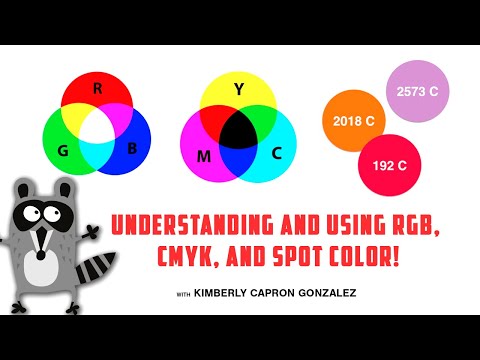 R
G
B
Y
M
C
2573 C
2018 C
192 C
UNDERSTANDING AND USING RGB,
CMYK, AND SPOT COLOR!
WITH KIMBERLY CAPRON GONZALEZ